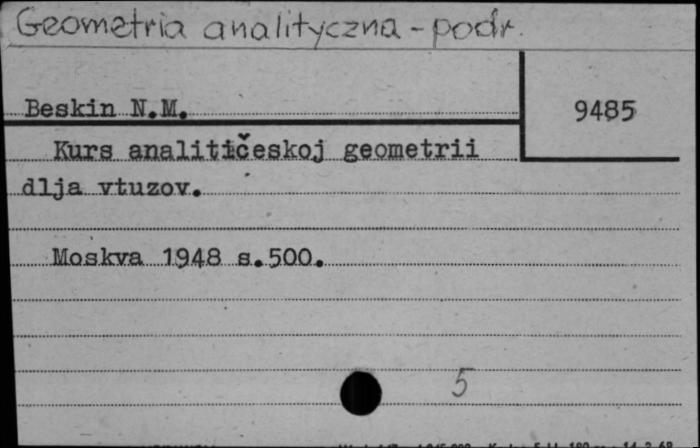 Geometria analityczna - podr.
Beskin N.M.
9485
Kurs analitičeskoj geometrii
dlja vtuzov.
Moskva 1948 s.500.
5